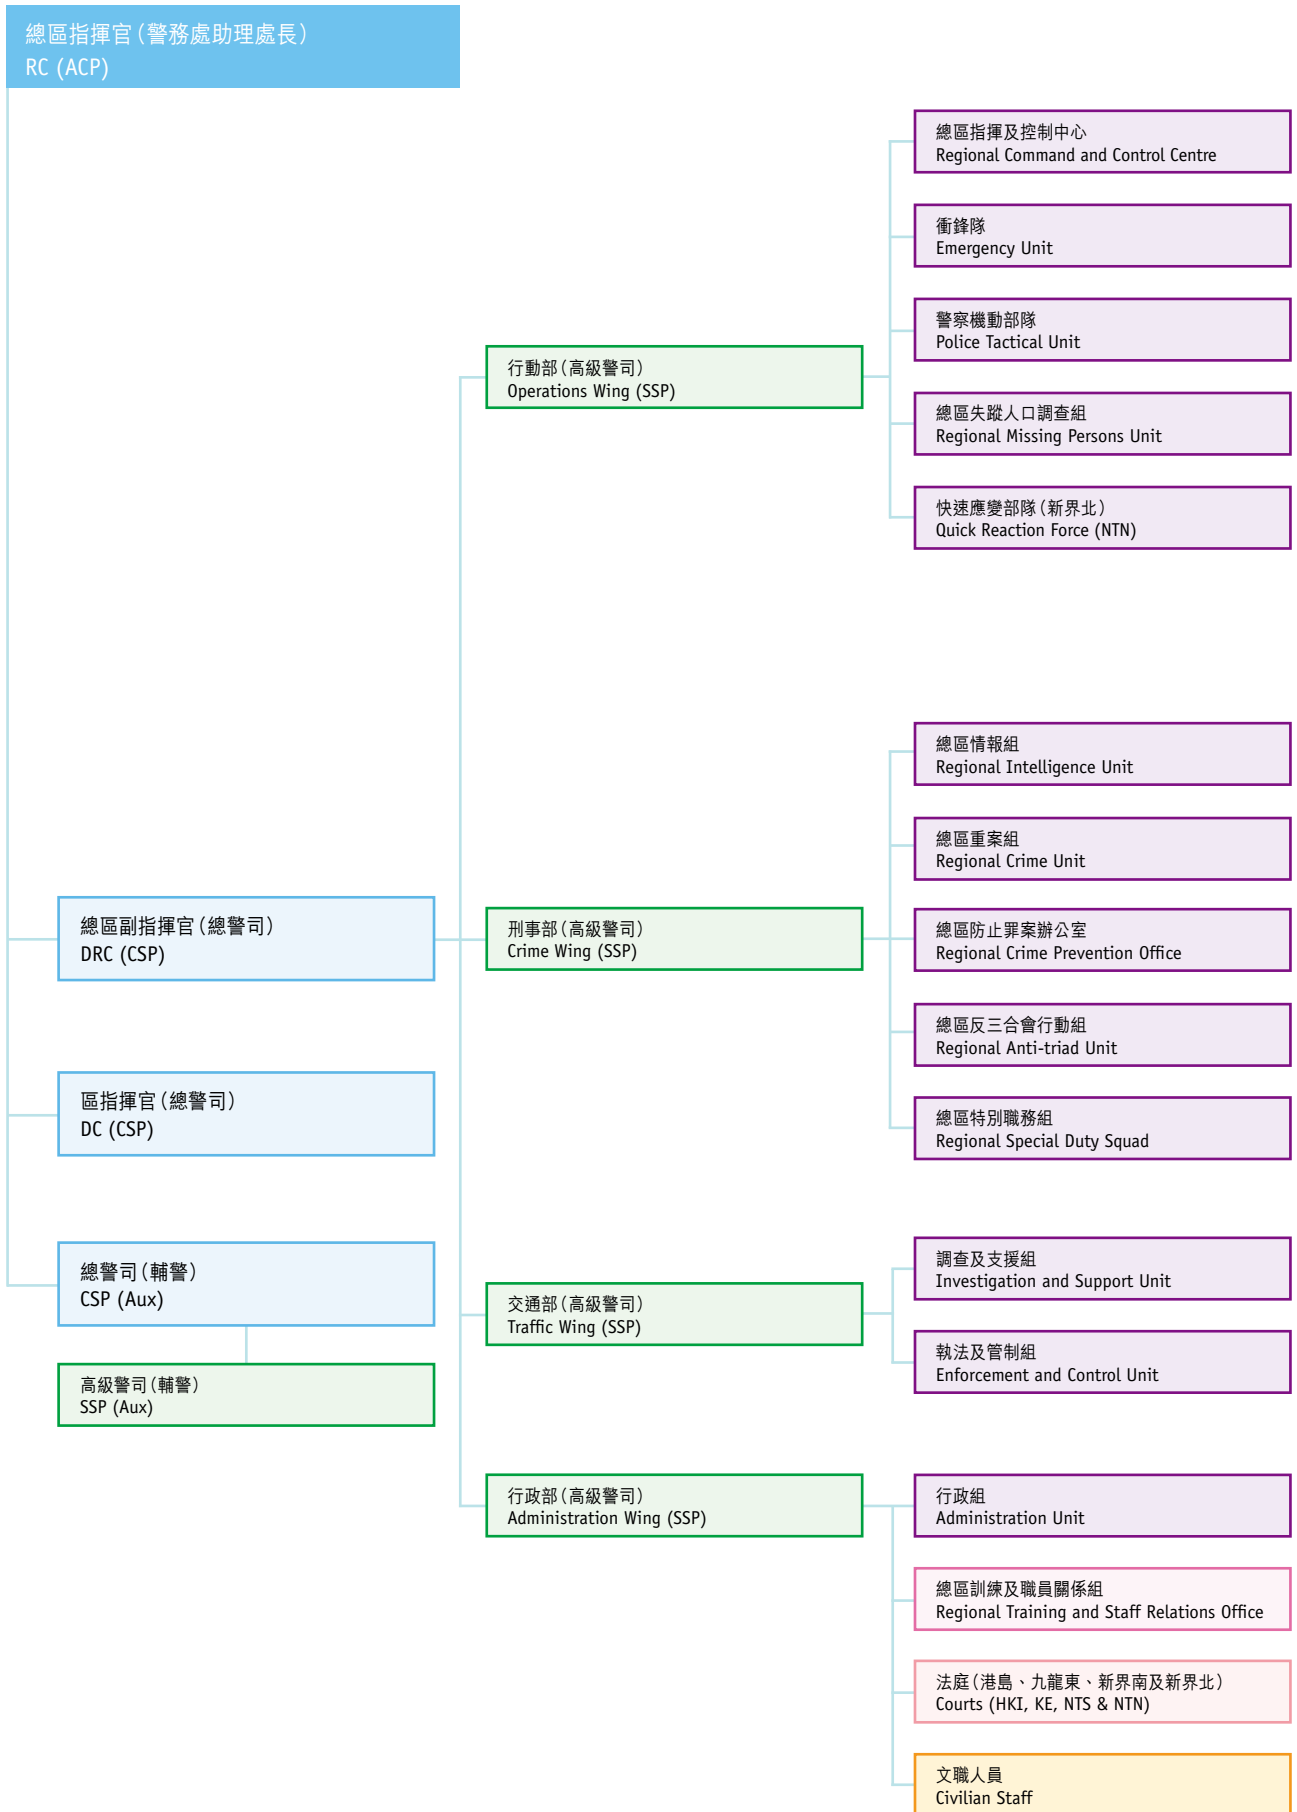 總區指揮官(警務處助理處長)
RC (ACP)
總區指揮及控制中心
Regional Command and Control Centre
衝鋒隊
Emergency Unit
警察機動部隊
Police Tactical Unit
行動部(高級警司)
Operations Wing (SSP)
總區失蹤人口調查組
Regional Missing Persons Unit
快速應變部隊(新界北)
Quick Reaction Force (NTN)
總區情報組
Regional Intelligence Unit
總區重案組
Regional Crime Unit
總區副指揮官(總警司)
DRC (CSP)
刑事部(高級警司)
Crime Wing (SSP)
總區防止罪案辦公室
Regional Crime Prevention Office
總區反三合會行動組
Regional Anti-triad Unit
區指揮官(總警司)
DC (CSP)
總區特別職務組
Regional Special Duty Squad
總警司(輔警)
CSP (Aux)
調查及支援組
Investigation and Support Unit
交通部(高級警司)
Traffic Wing (SSP)
執法及管制組
Enforcement and Control Unit
高級警司(輔警)
SSP (Aux)
行政部(高級警司)
Administration Wing (SSP)
行政組
Administration Unit
總區訓練及職員關係組
Regional Training and Staff Relations Office
法庭(港島、九龍東、新界南及新界北)
Courts (HKI, KE, NTS & NTN)
文職人員
Civilian Staff